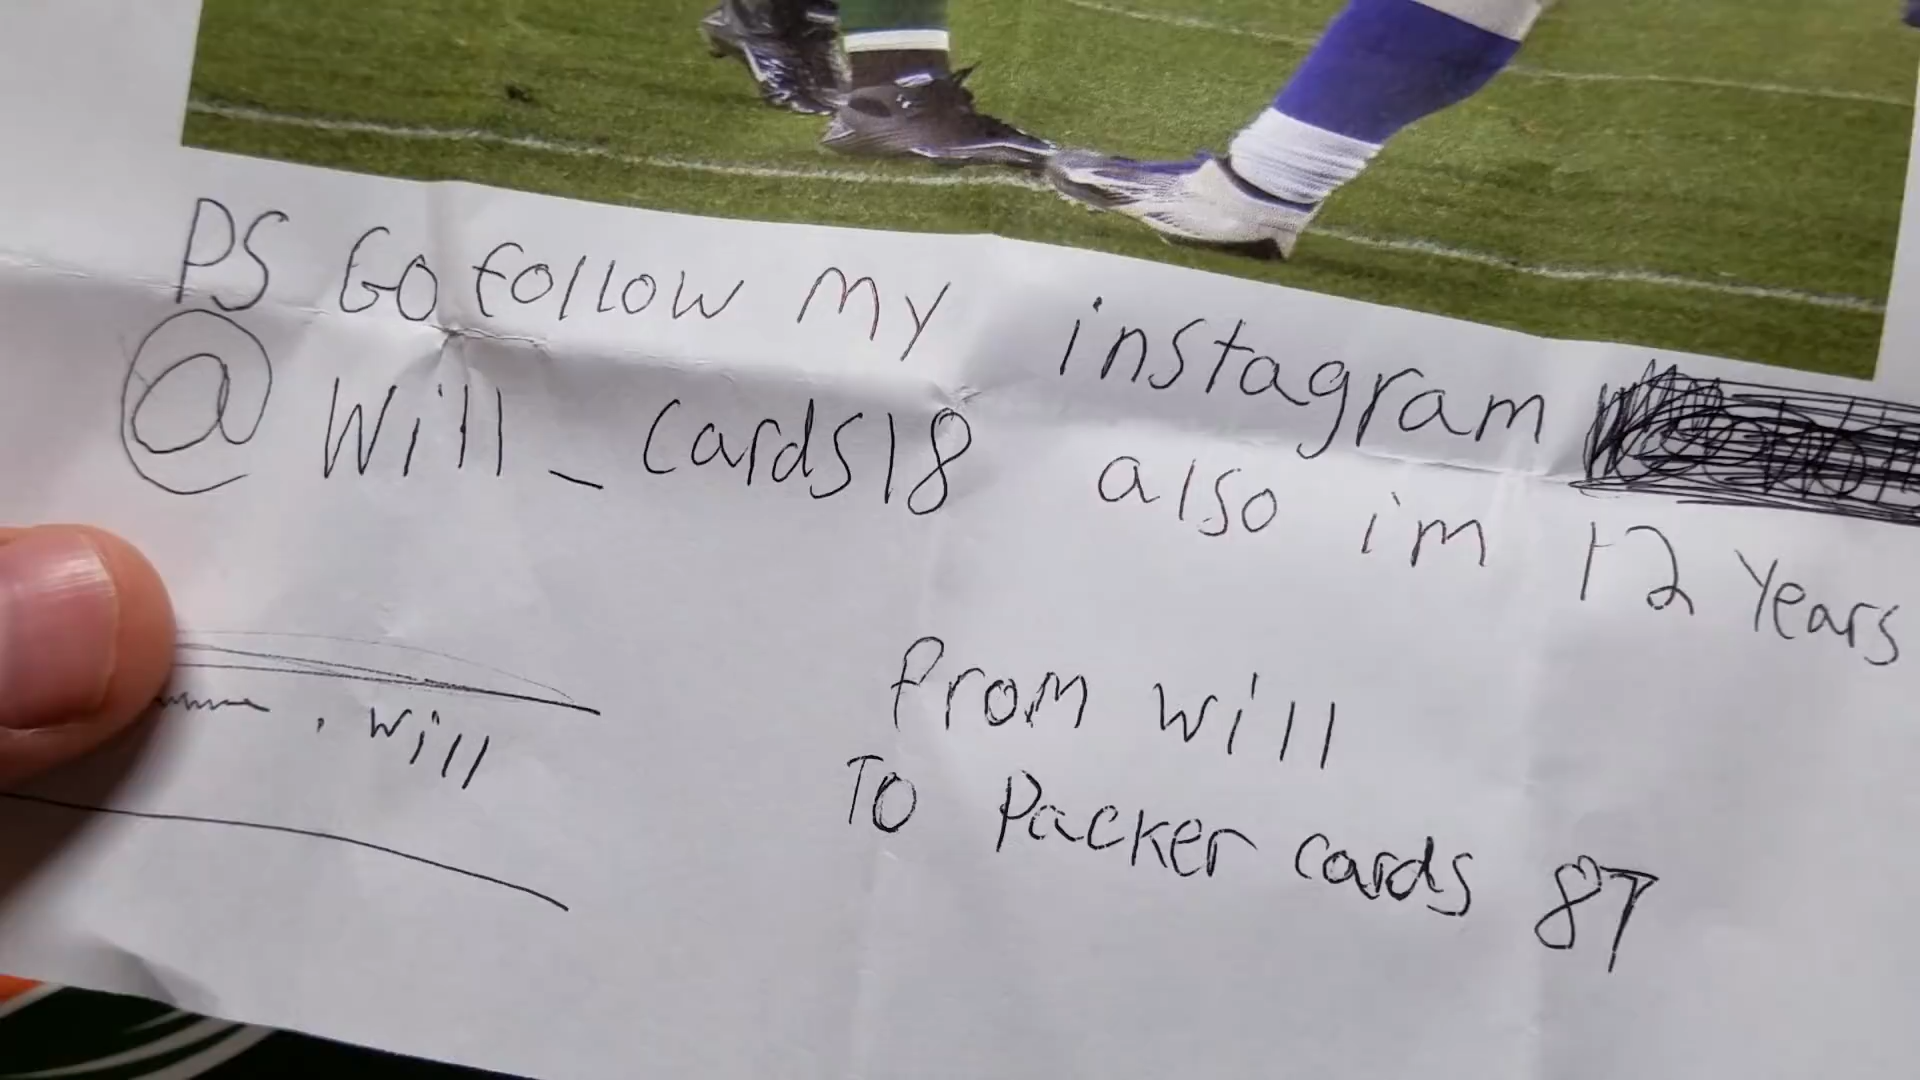 PS Go follow my instagram
@Will_cards18 also im 12 Years
. Will
from will
To Packer cards 87